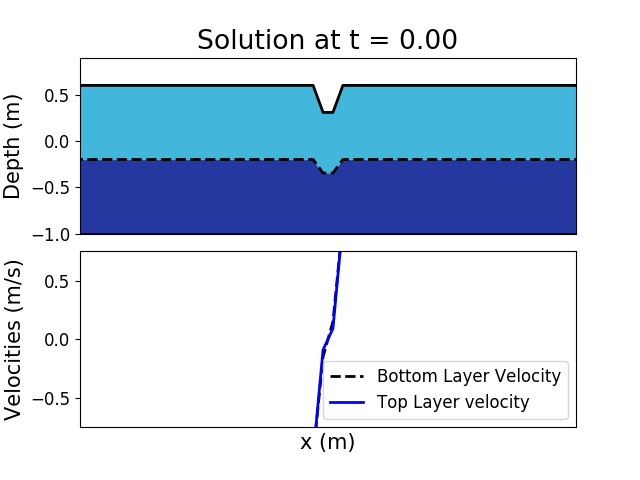 Solution at t = 0.00
Depth (m)
0.5
0.0
−0.5
−1.0
Velocities (m/s)
0.5
0.0
−0.5
Bottom Layer Velocity
Top Layer velocity
x (m)